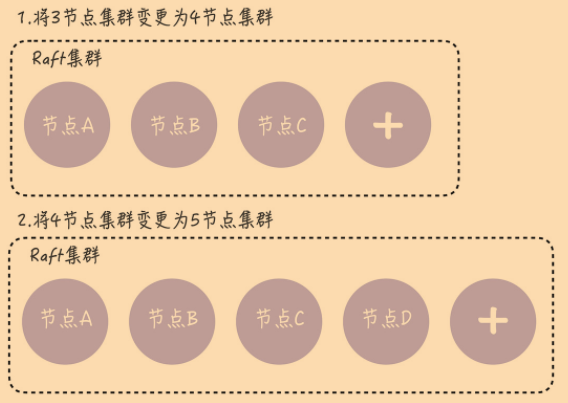 1.将3节点集群变更为4节点集群
Raft集群
节点A 节点B 节点C +
2.将4节点集群变更为5节点集群
Raft集群
节点A 节点B 节点C 节点D +